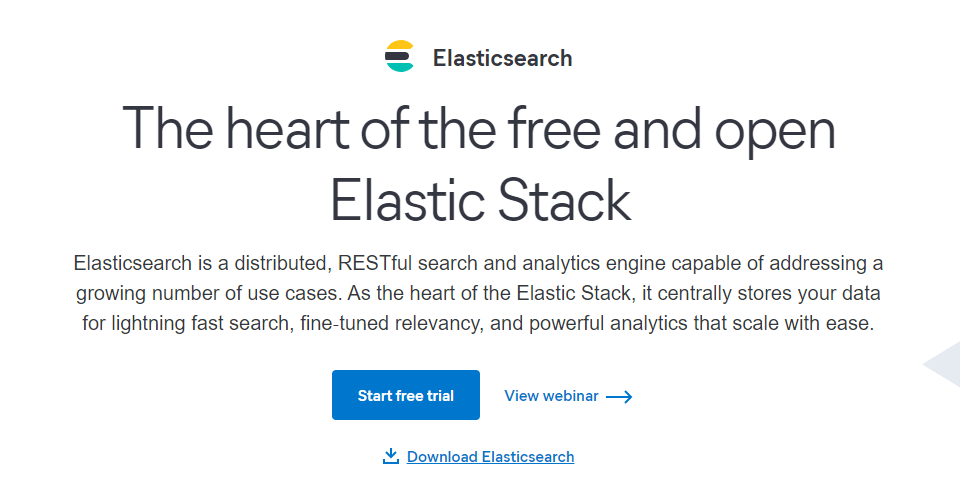 Elasticsearch
The heart of the free and open
Elastic Stack
Elasticsearch is a distributed, RESTful search and analytics engine capable of addressing a
growing number of use cases. As the heart of the Elastic Stack, it centrally stores your data
for lightning fast search, fine-tuned relevancy, and powerful analytics that scale with ease.
Start free trial View webinar
Download Elasticsearch